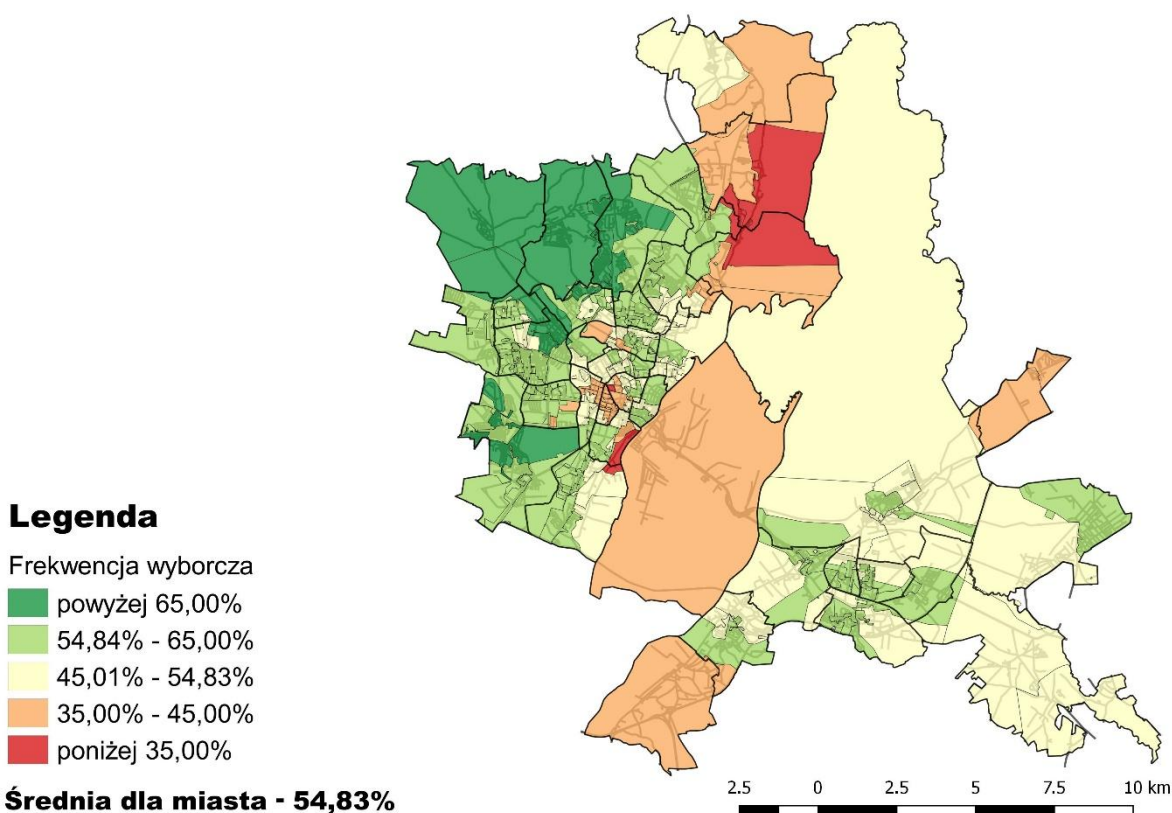 Legenda
Frekwencja wyborcza
powyżej 65,00%
54,84% - 65,00%
45,01% - 54,83%
35,00% - 45,00%
poniżej 35,00%
Średnia dla miasta - 54,83%
2.5 0 2.5 5 7.5 10 km